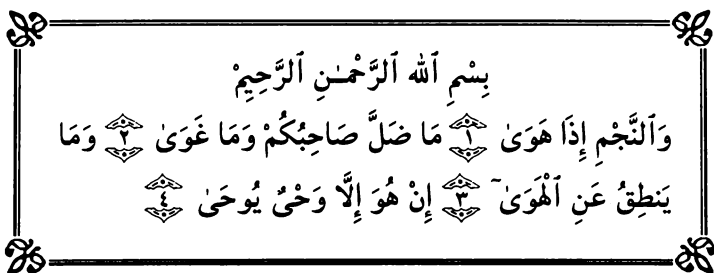 بِسْمِ ٱللَّهِ ٱلرَّحْمَـٰنِ ٱلرَّحِيمِْ
وَٱلنَّجْمِ إِذَا هَوَىٰ ١ مَا ضَلَّ صَاحِبُكُمْ وَمَا غَوَىٰ ٢ وَمَا
يَنطِقُ عَنِ ٱلْهَوَىٰٓ ٣ إِنْ هُوَ إِلَّا وَحْىٌ يُوحَىٰ ٤